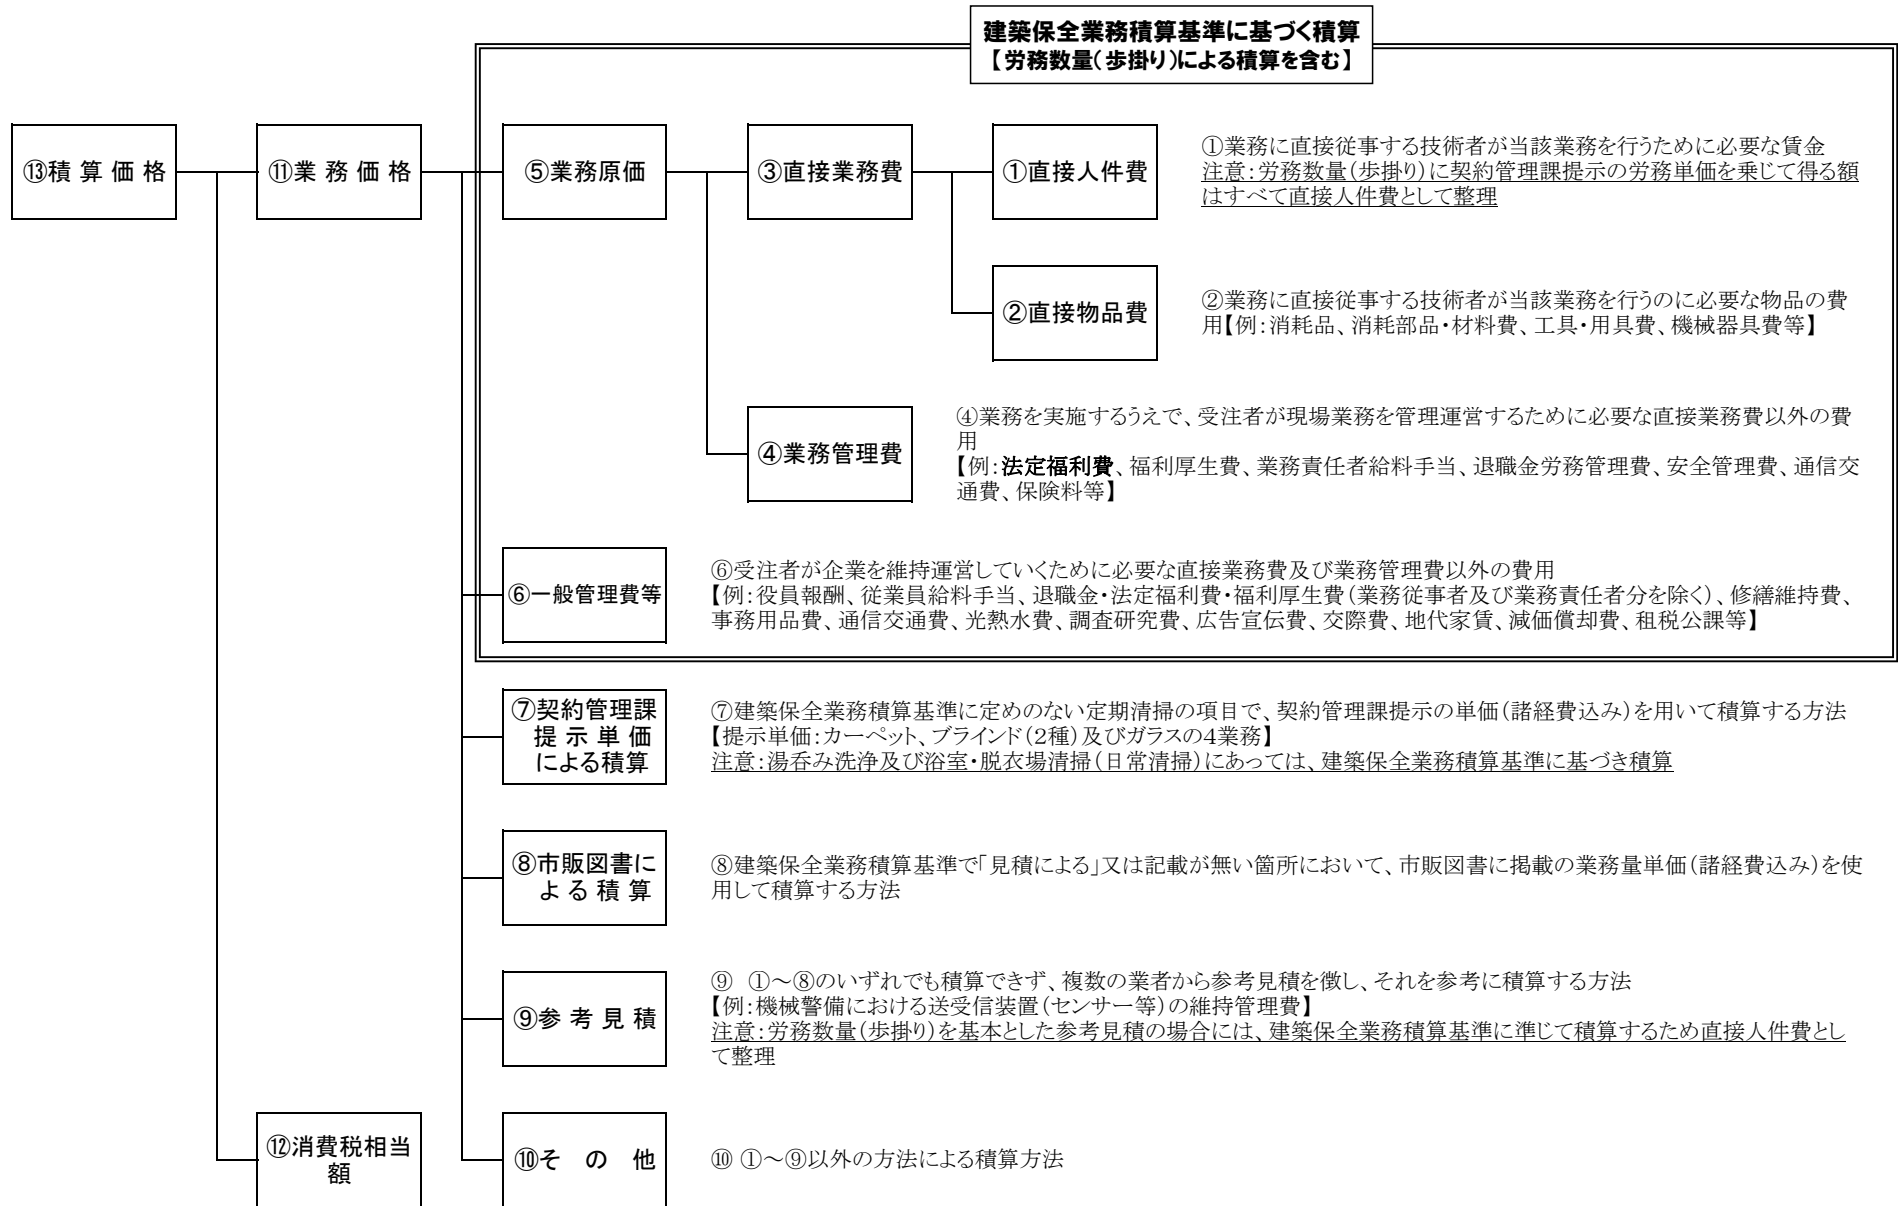 建築保全業務積算基準に基づく積算
【労務数量(歩掛り)による積算を含む】
⑬積算価格
⑪業務価格
⑤業務原価
③直接業務費
①直接人件費
①業務に直接従事する技術者が当該業務を行うために必要な賃金
注意:労務数量(歩掛り)に契約管理課提示の労務単価を乗じて得る額
はすべて直接人件費として整理
②直接物品費
②業務に直接従事する技術者が当該業務を行うのに必要な物品の費
用【例:消耗品、消耗部品・材料費、工具・用具費、機械器具費等】
④業務管理費
④業務を実施するうえで、受注者が現場業務を管理運営するために必要な直接業務費以外の費
用
【例:法定福利費、福利厚生費、業務責任者給料手当、退職金労務管理費、安全管理費、通信交
通費、保険料等】
⑥一般管理費等
⑥受注者が企業を維持運営していくために必要な直接業務費及び業務管理費以外の費用
【例:役員報酬、従業員給料手当、退職金・法定福利費・福利厚生費(業務従事者及び業務責任者分を除く)、修繕維持費、
事務用品費、通信交通費、光熱水費、調査研究費、広告宣伝費、交際費、地代家賃、減価償却費、租税公課等】
⑦契約管理課
提示単価
による積算
⑦建築保全業務積算基準に定めのない定期清掃の項目で、契約管理課提示の単価(諸経費込み)を用いて積算する方法
【提示単価:カーペット、ブラインド(2種)及びガラスの4業務】
注意:湯呑み洗浄及び浴室・脱衣場清掃(日常清掃)にあっては、建築保全業務積算基準に基づき積算
⑧市販図書に
よる積算
⑧建築保全業務積算基準で「見積による」又は記載が無い箇所において、市販図書に掲載の業務量単価(諸経費込み)を使
用して積算する方法
⑨参考見積
⑨ ①～⑧のいずれでも積算できず、複数の業者から参考見積を徴し、それを参考に積算する方法
【例:機械警備における送受信装置(センサー等)の維持管理費】
注意:労務数量(歩掛り)を基本とした参考見積の場合には、建築保全業務積算基準に準じて積算するため直接人件費とし
て整理
⑫消費税相当
額
⑩その他
⑩ ①～⑨以外の方法による積算方法